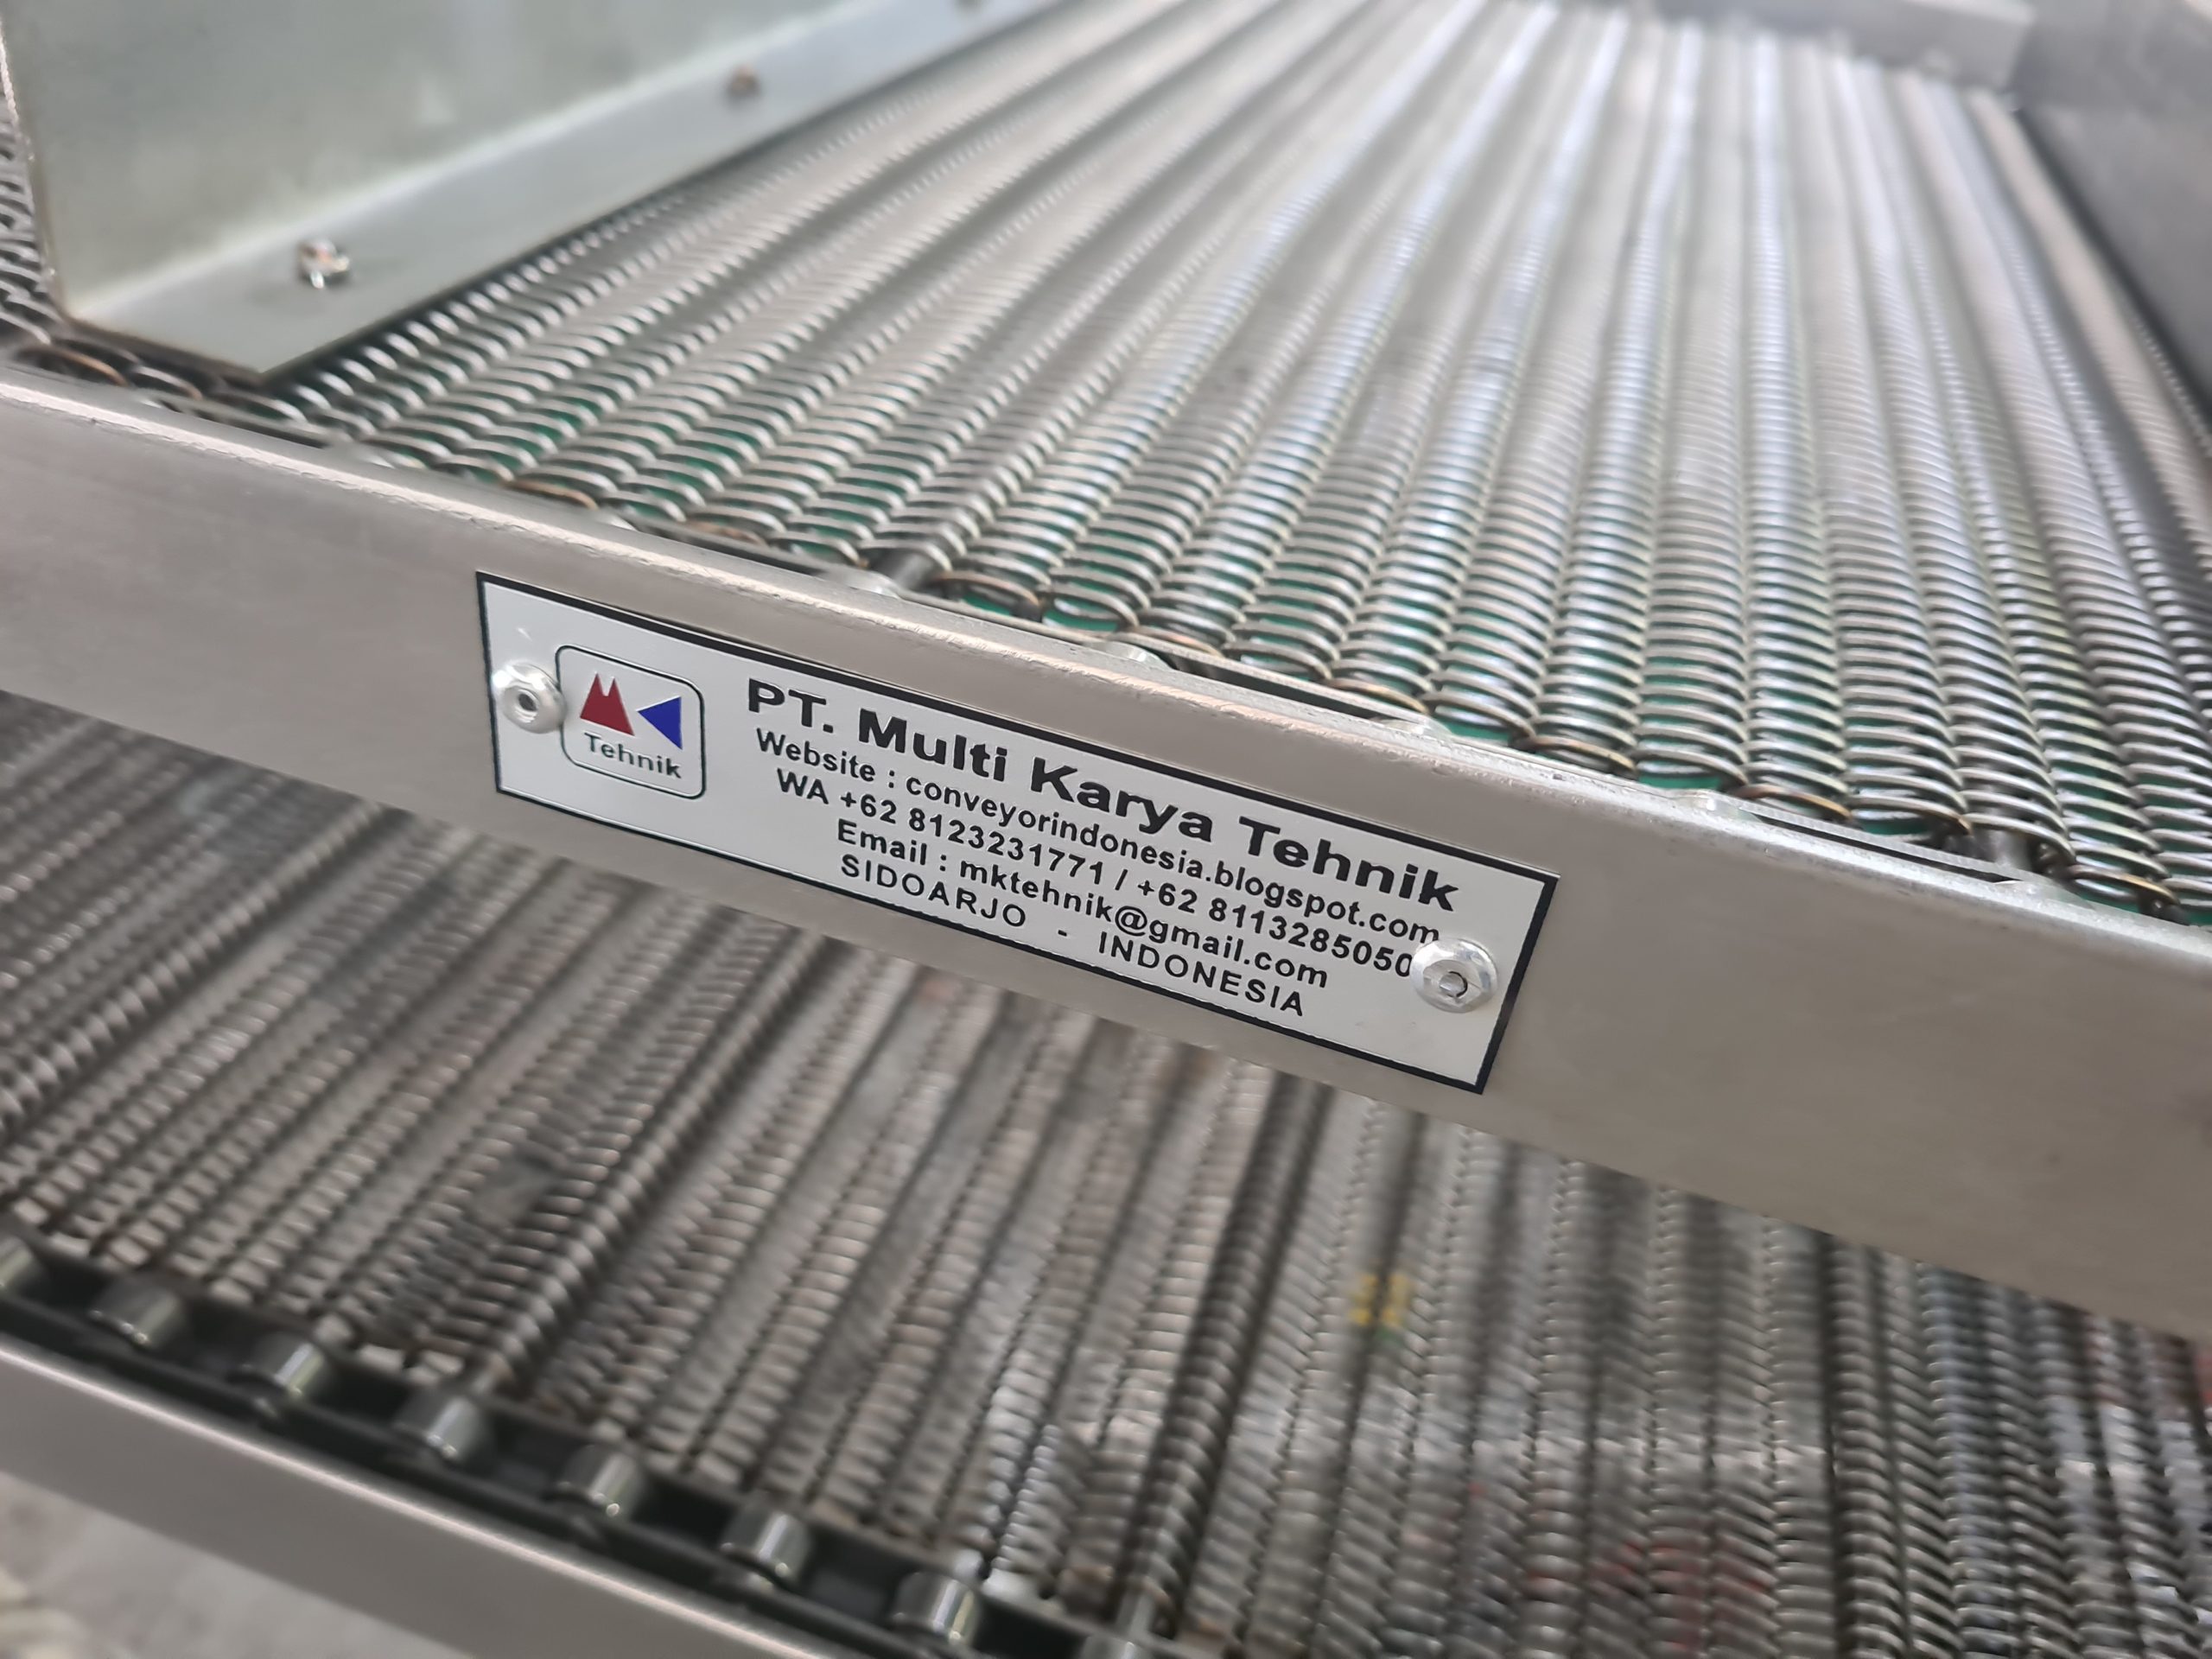 Tehnik
PT. Multi Karya Tehnik
Website : conveyorindonesia.blogspot.com
WA +62 8123231771 / +62 8113285050
Email : mktehnik@gmail.com
SIDOARJO - INDONESIA